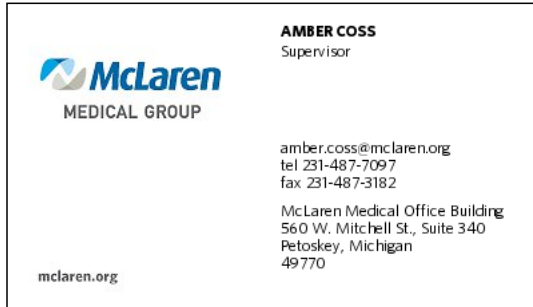 McLaren
MEDICAL GROUP
mclaren.org
AMBER COSS
Supervisor
amber.coss@mclaren.org
tel 231-487-7097
fax 231-487-3182
McLaren Medical Office Building
560 W. Mitchell St., Suite 340
Petoskey, Michigan
49770